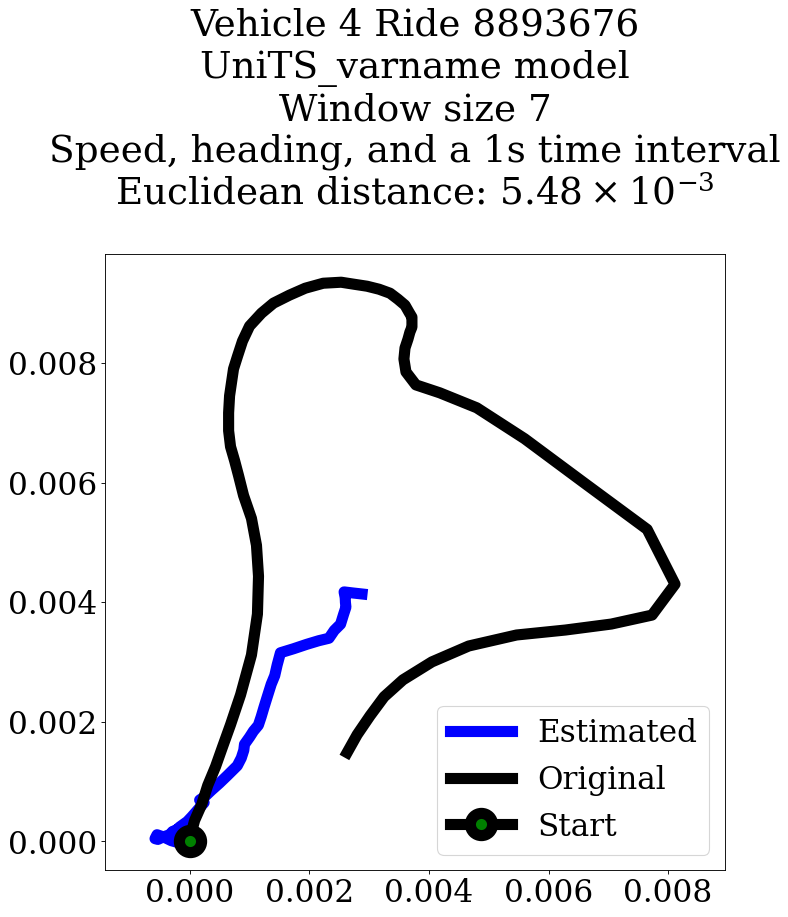 Vehicle 4 Ride 8893676
UniTS_varname model
Window size 7
Speed, heading, and a 1s time interval
Euclidean distance: 5.48 × 10⁻³
0.008
0.006
0.004
0.002
0.000
Estimated
Original
Start
0.000 0.002 0.004 0.006 0.008